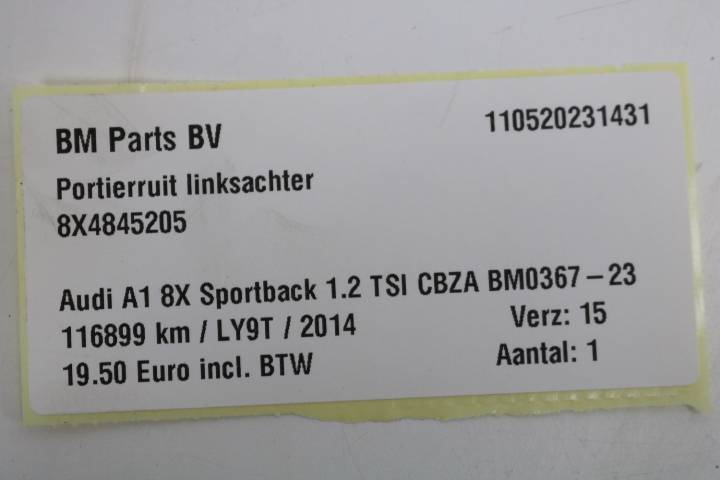 BM Parts BV 110520231431
Portierruit linksachter
8X4845205
Audi A1 8X Sportback 1.2 TSI CBZA BM0367-23
116899 km / LY9T / 2014 Verz: 15
19.50 Euro incl. BTW Aantal: 1